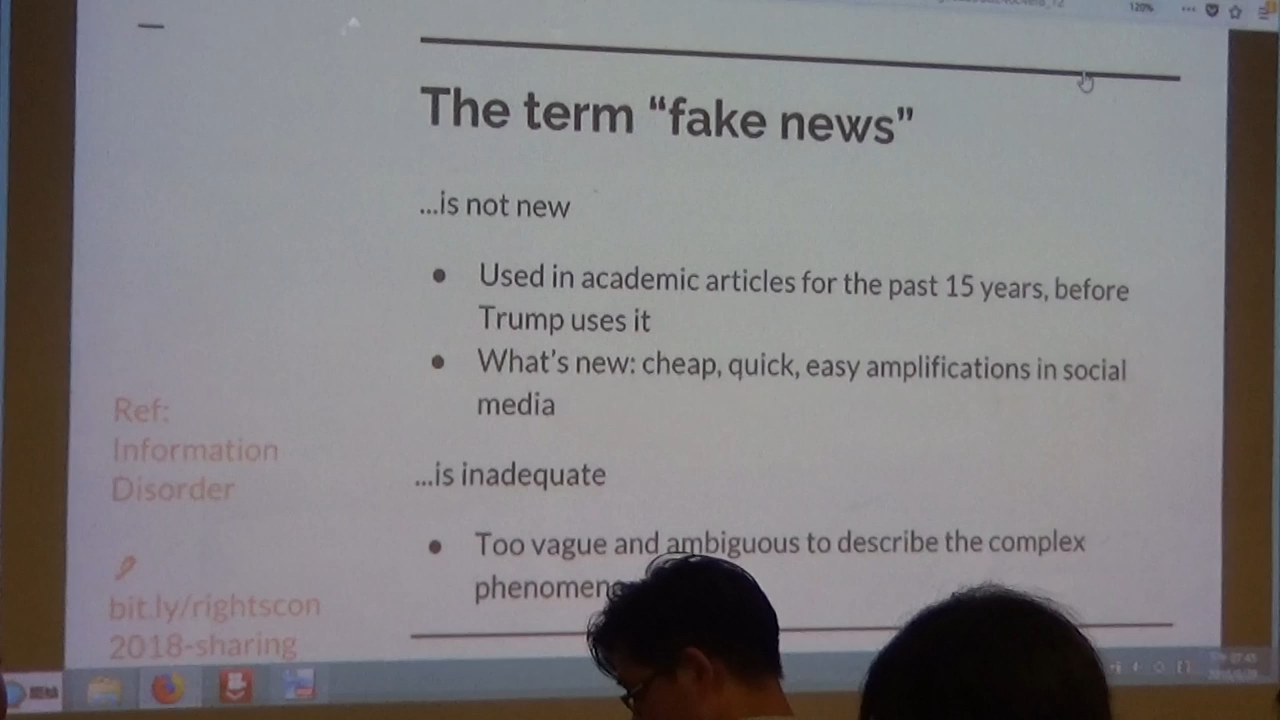 120%
The term “fake news”
...is not new
● Used in academic articles for the past 15 years, before
Trump uses it
● What's new: cheap, quick, easy amplifications in social
media
...is inadequate
● Too vague and ambiguous to describe the complex
Ref:
Information
Disorder
bit.ly/rightscon
2018-sharing